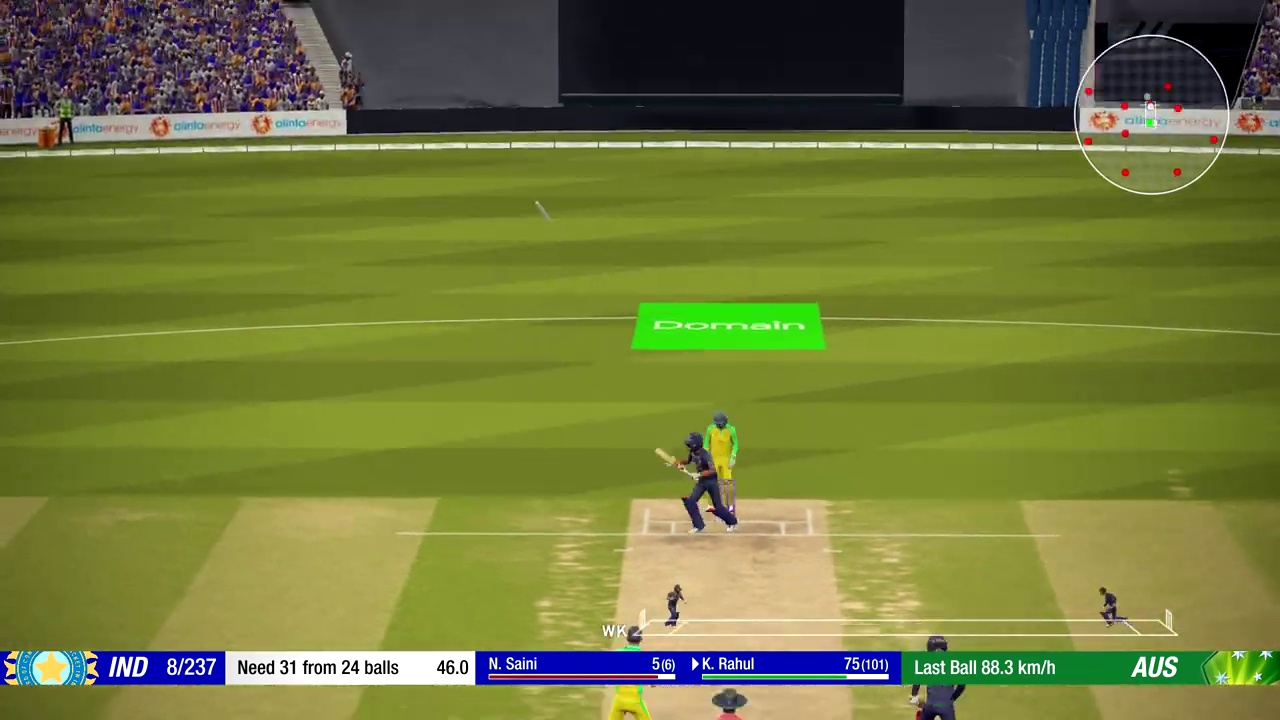 energy alintaenergy alintaenergy
alintaenergy
Domain
WK
IND 8/237 Need 31 from 24 balls 46.0 N. Saini 5(6) K. Rahul 75(101) Last Ball 88.3 km/h AUS